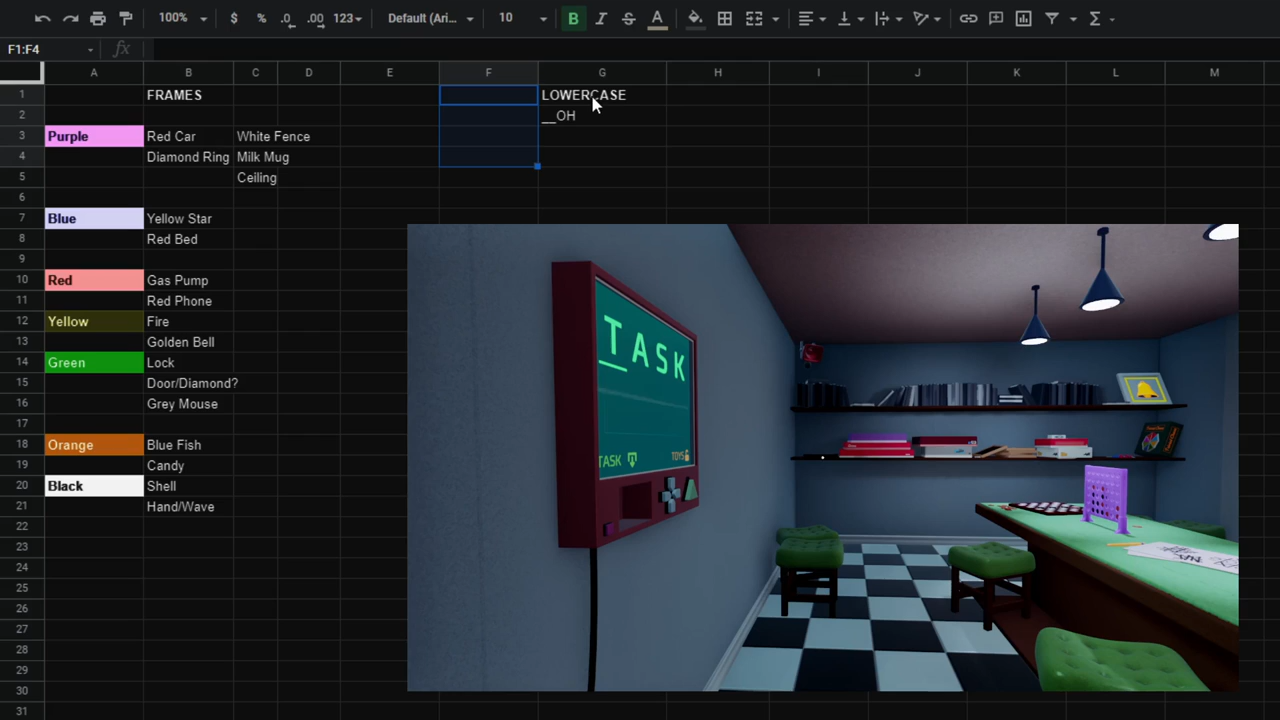 100% $ % .0 .00 123 Default (Ari... 10 B I S A
F1:F4 fx
A B C D E F G H I J K L M
1 FRAMES LOWERCASE
2 __OH
3 Purple Red Car White Fence
4 Diamond Ring Milk Mug
5 Ceiling
6
7 Blue Yellow Star
8 Red Bed
9
10 Red Gas Pump
11 Red Phone
12 Yellow Fire
13 Golden Bell
14 Green Lock
15 Door/Diamond?
16 Grey Mouse
17
18 Orange Blue Fish
19 Candy
20 Black Shell
21 Hand/Wave
22
23
24
25
26
27
28
29
30
31
TASK
TASK TOYS